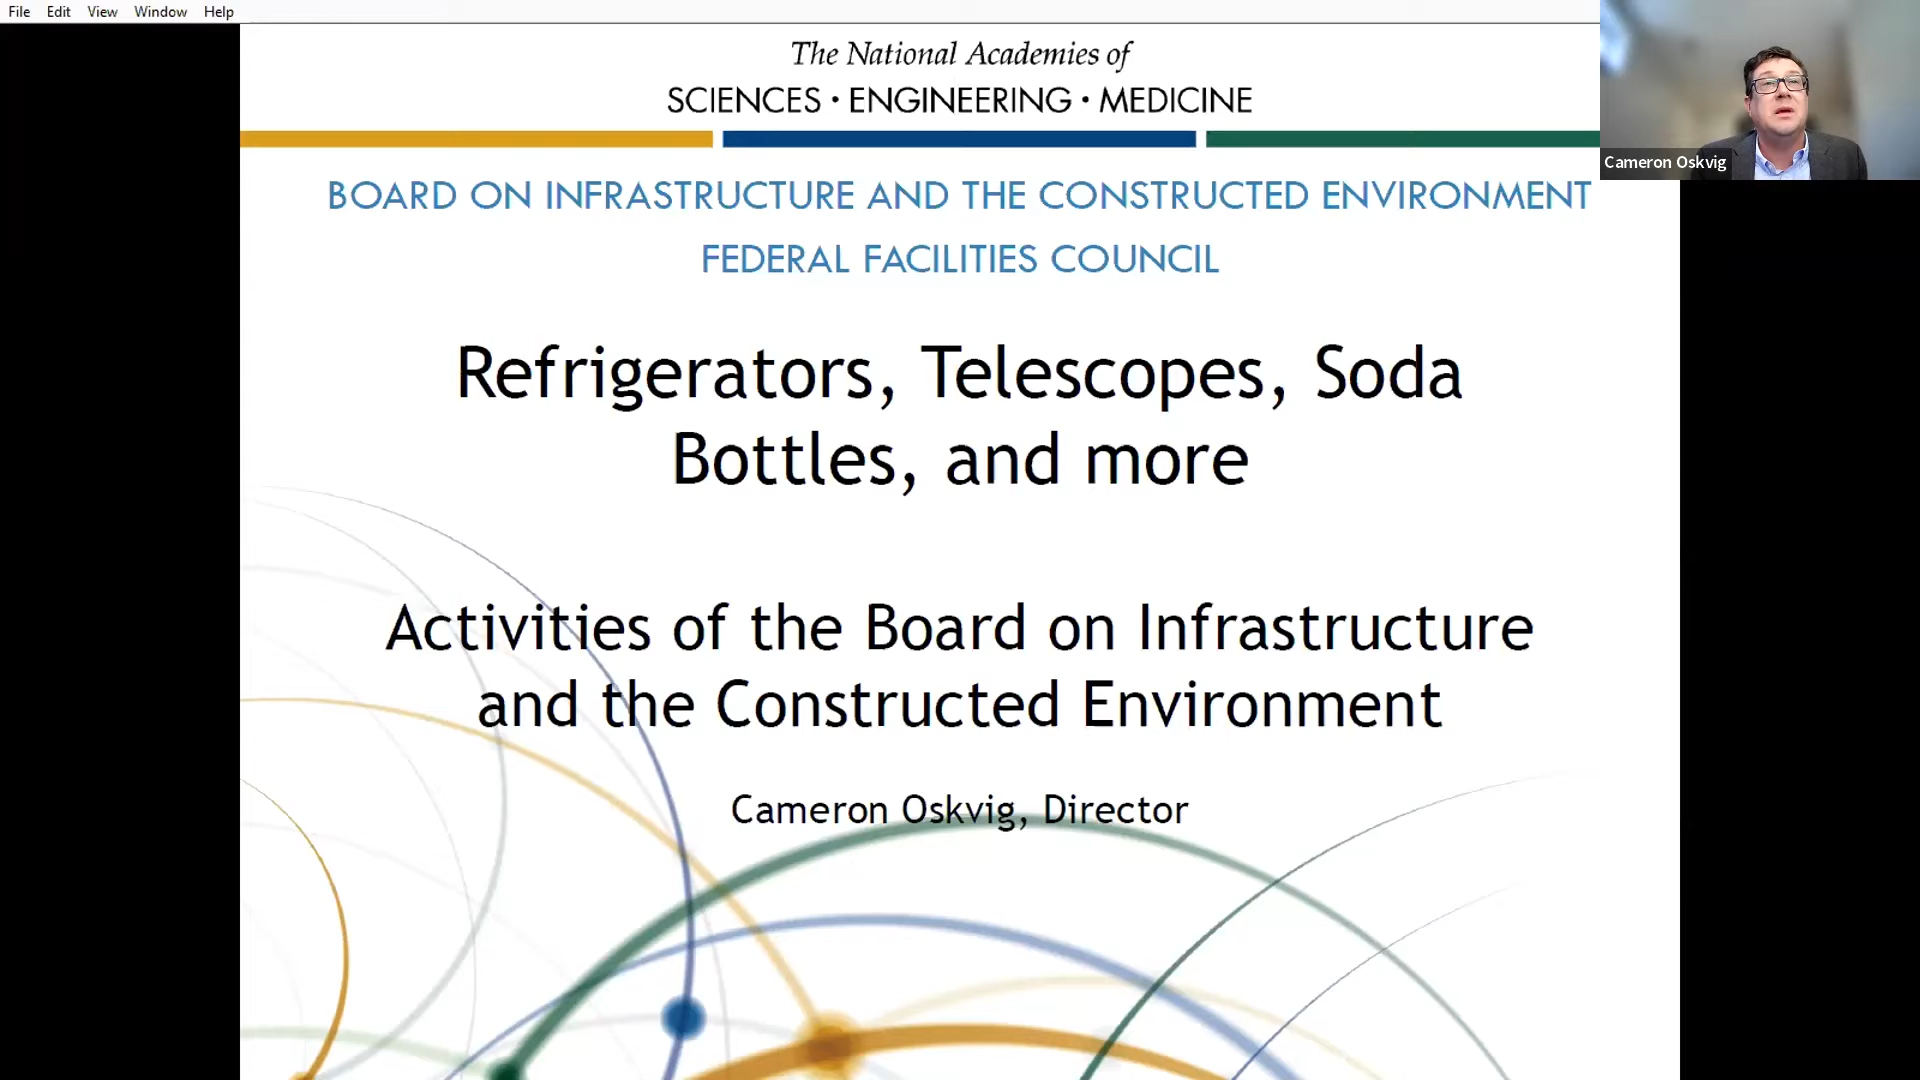 File Edit View Window Help
The National Academies of
SCIENCES • ENGINEERING • MEDICINE
Cameron Oskvig
BOARD ON INFRASTRUCTURE AND THE CONSTRUCTED ENVIRONMENT
FEDERAL FACILITIES COUNCIL
Refrigerators, Telescopes, Soda
Bottles, and more
Activities of the Board on Infrastructure
and the Constructed Environment
Cameron Oskvig, Director